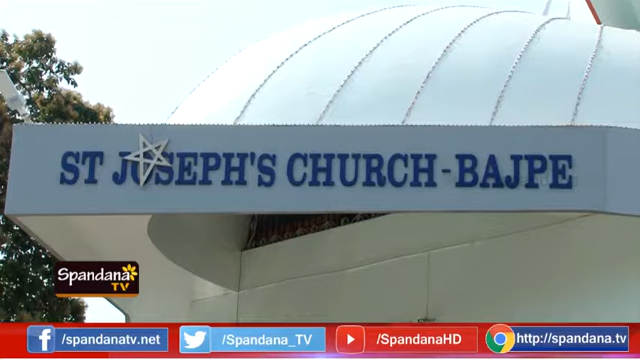 ST JOSEPH'S CHURCH-BAJPE
Spandana
TV
/spandanatv.net
/Spandana_TV
/SpandanaHD
http://spandana.tv